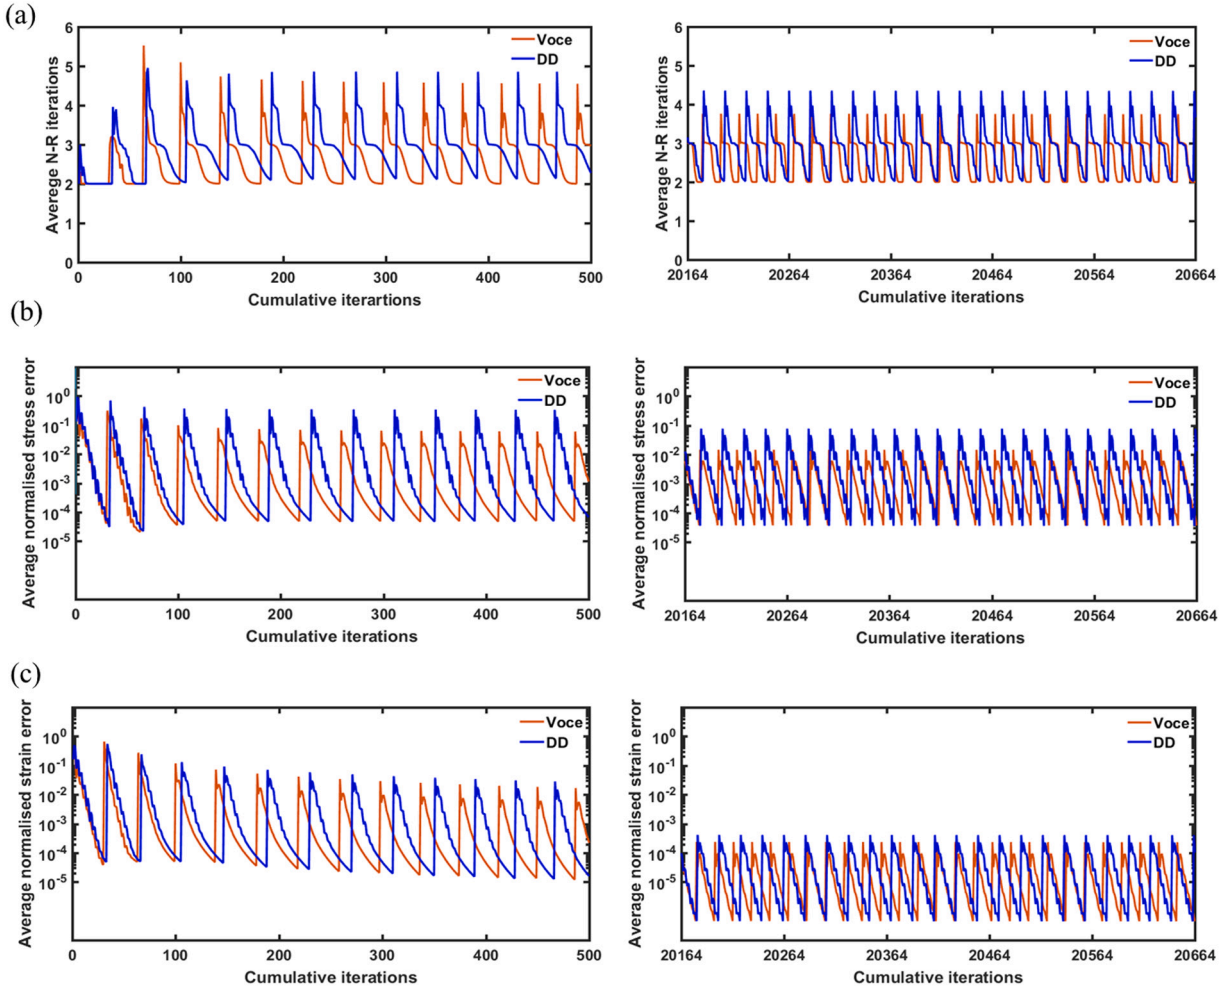 (a)
Averege N-R iterations
6
5
4
3
2
1
0
0 100 200 300 400 500
Cumulative iterartions
Voce
DD
Average N-R iterations
6
5
4
3
2
1
0
20164 20264 20364 20464 20564 20664
Cumulative iterations
Voce
DD
(b)
Average normalised stress error
10^0
10^-1
10^-2
10^-3
10^-4
10^-5
0 100 200 300 400 500
Cumulative iterations
Voce
DD
Average normalised stress error
10^0
10^-1
10^-2
10^-3
10^-4
10^-5
20164 20264 20364 20464 20564 20664
Cumulative iterations
Voce
DD
(c)
Average normalised strain error
10^0
10^-1
10^-2
10^-3
10^-4
10^-5
0 100 200 300 400 500
Cumulative iterations
Voce
DD
Average normalised strain error
10^0
10^-1
10^-2
10^-3
10^-4
10^-5
20164 20264 20364 20464 20564 20664
Cumulative iterations
Voce
DD